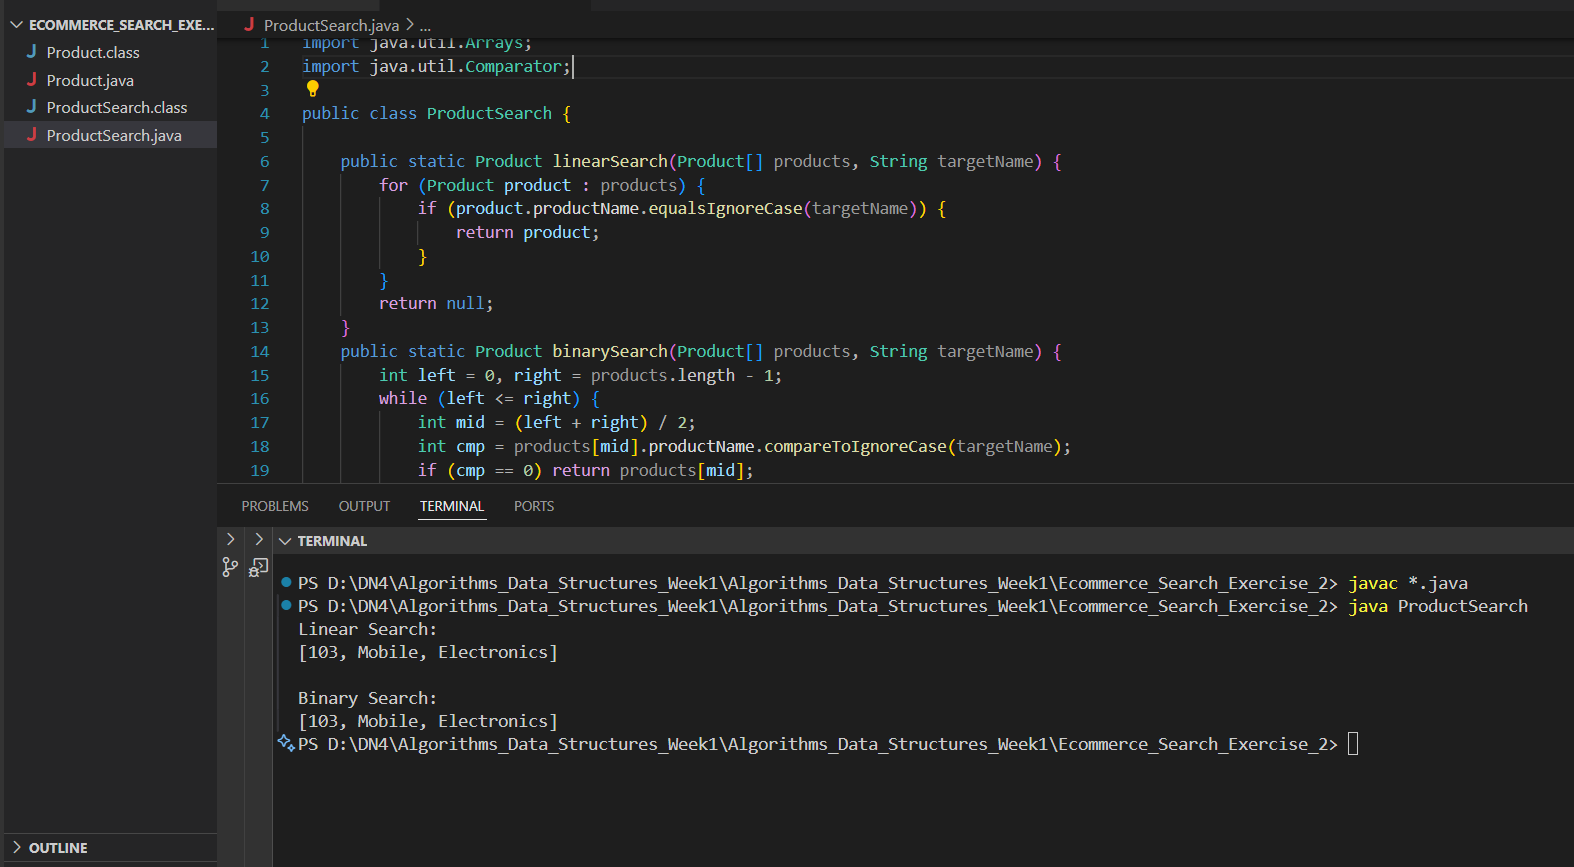 ECOMMERCE_SEARCH_EXE...
J Product.class
J Product.java
J ProductSearch.class
J ProductSearch.java
OUTLINE
J ProductSearch.java > ...
1 import java.util.Arrays;
2 import java.util.Comparator;
3
4 public class ProductSearch {
5
6 public static Product linearSearch(Product[] products, String targetName) {
7 for (Product product : products) {
8 if (product.productName.equalsIgnoreCase(targetName)) {
9 return product;
10 }
11 }
12 return null;
13 }
14 public static Product binarySearch(Product[] products, String targetName) {
15 int left = 0, right = products.length - 1;
16 while (left <= right) {
17 int mid = (left + right) / 2;
18 int cmp = products[mid].productName.compareToIgnoreCase(targetName);
19 if (cmp == 0) return products[mid];
PROBLEMS OUTPUT TERMINAL PORTS
TERMINAL
PS D:\DN4\Algorithms_Data_Structures_Week1\Algorithms_Data_Structures_Week1\Ecommerce_Search_Exercise_2> javac *.java
PS D:\DN4\Algorithms_Data_Structures_Week1\Algorithms_Data_Structures_Week1\Ecommerce_Search_Exercise_2> java ProductSearch
Linear Search:
[103, Mobile, Electronics]
Binary Search:
[103, Mobile, Electronics]
PS D:\DN4\Algorithms_Data_Structures_Week1\Algorithms_Data_Structures_Week1\Ecommerce_Search_Exercise_2>